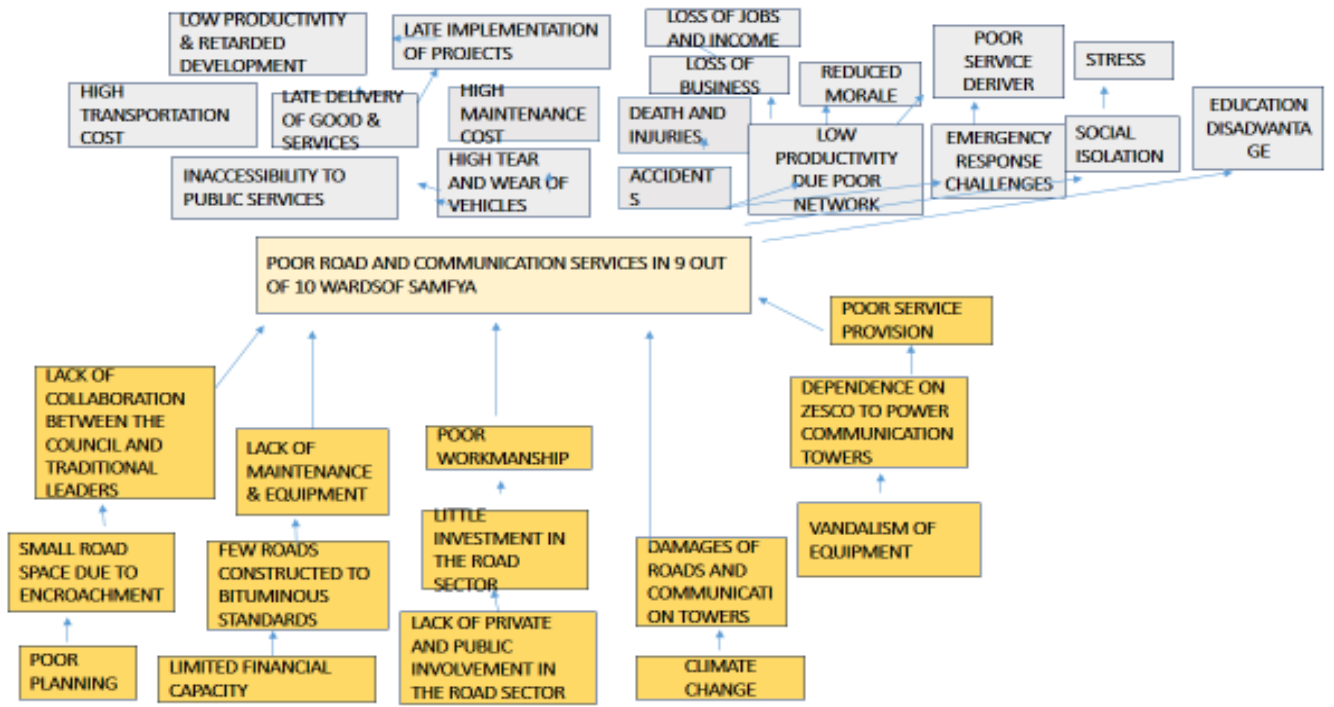 LOW PRODUCTIVITY
& RETARDED
DEVELOPMENT
LATE IMPLEMENTATION
OF PROJECTS
LOSS OF JOBS
AND INCOME
POOR
SERVICE
DERIVER
STRESS
HIGH
TRANSPORTATION
COST
LATE DELIVERY
OF GOOD &
SERVICES
HIGH
MAINTENANCE
COST
LOSS OF
BUSINESS
REDUCED
MORALE
EDUCATION
DISADVANTA
GE
DEATH AND
INJURIES
LOW
PRODUCTIVITY
DUE POOR
NETWORK
EMERGENCY
RESPONSE
CHALLENGES
SOCIAL
ISOLATION
INACCESSIBILITY TO
PUBLIC SERVICES
HIGH TEAR
AND WEAR OF
VEHICLES
ACCIDENT
S
POOR ROAD AND COMMUNICATION SERVICES IN 9 OUT
OF 10 WARDSOF SAMFYA
POOR SERVICE
PROVISION
LACK OF
COLLABORATION
BETWEEN THE
COUNCIL AND
TRADITIONAL
LEADERS
LACK OF
MAINTENANCE
& EQUIPMENT
POOR
WORKMANSHIP
DEPENDENCE ON
ZESCO TO POWER
COMMUNICATION
TOWERS
SMALL ROAD
SPACE DUE TO
ENCROACHMENT
FEW ROADS
CONSTRUCTED TO
BITUMINOUS
STANDARDS
LITTLE
INVESTMENT IN
THE ROAD
SECTOR
DAMAGES OF
ROADS AND
COMMUNICATI
ON TOWERS
VANDALISM OF
EQUIPMENT
POOR
PLANNING
LIMITED FINANCIAL
CAPACITY
LACK OF PRIVATE
AND PUBLIC
INVOLVEMENT IN
THE ROAD SECTOR
CLIMATE
CHANGE